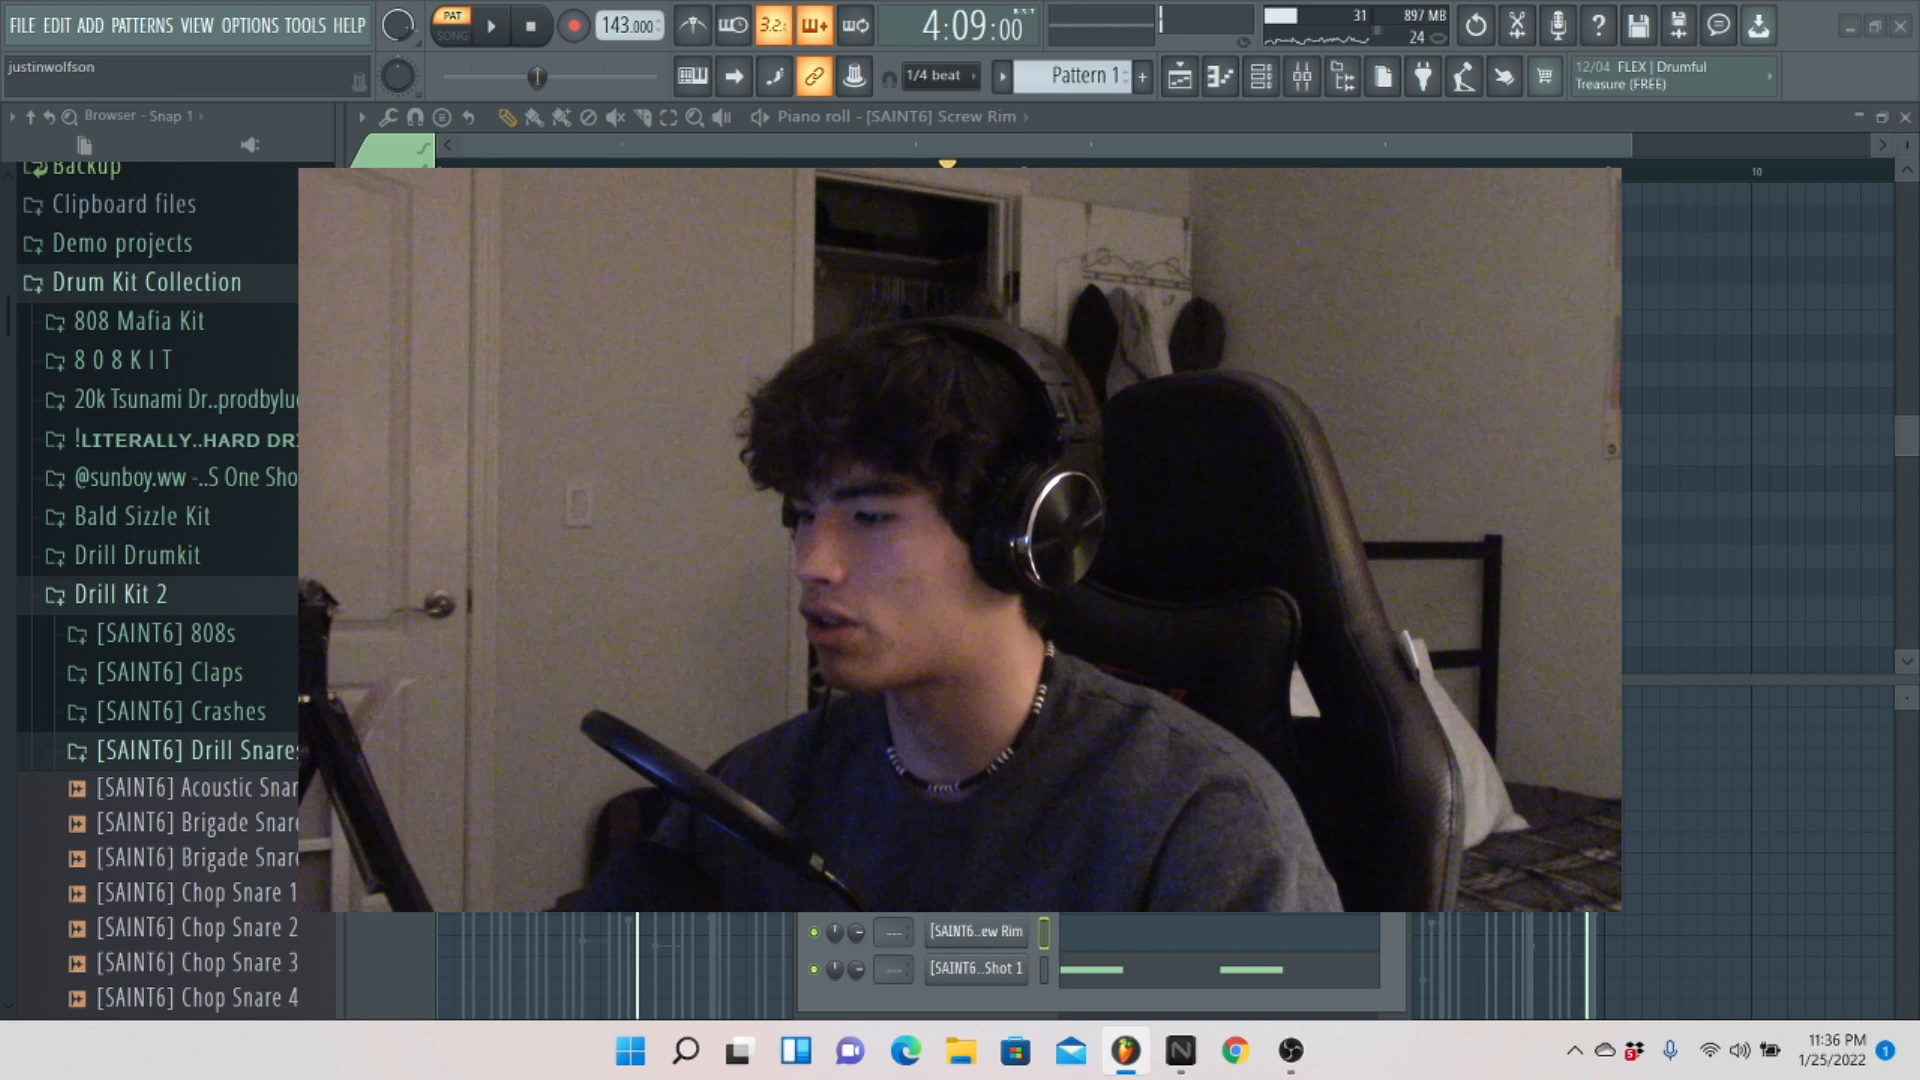 FILE EDIT ADD PATTERNS VIEW OPTIONS TOOLS HELP
PAT
SONG
143.000
3.2.
4:09:00
B:S:T
31
897 MB
24
justinwolfson
1/4 beat
Pattern 1
+
12/04 FLEX | Drumful
Treasure (FREE)
Browser - Snap 1
Piano roll - [SAINT6] Screw Rim
10
Backup
Clipboard files
Demo projects
Drum Kit Collection
808 Mafia Kit
8 0 8 K I T
20k Tsunami Dr..prodbylu
!LITERALLY..HARD DR
@sunboy.ww -..S One Sho
Bald Sizzle Kit
Drill Drumkit
Drill Kit 2
[SAINT6] 808s
[SAINT6] Claps
[SAINT6] Crashes
[SAINT6] Drill Snares
[SAINT6] Acoustic Snar
[SAINT6] Brigade Snare
[SAINT6] Brigade Snare
[SAINT6] Chop Snare 1
[SAINT6] Chop Snare 2
[SAINT6] Chop Snare 3
[SAINT6] Chop Snare 4
[SAINT6..ew Rim
[SAINT6..Shot 1
11:36 PM
1/25/2022
1